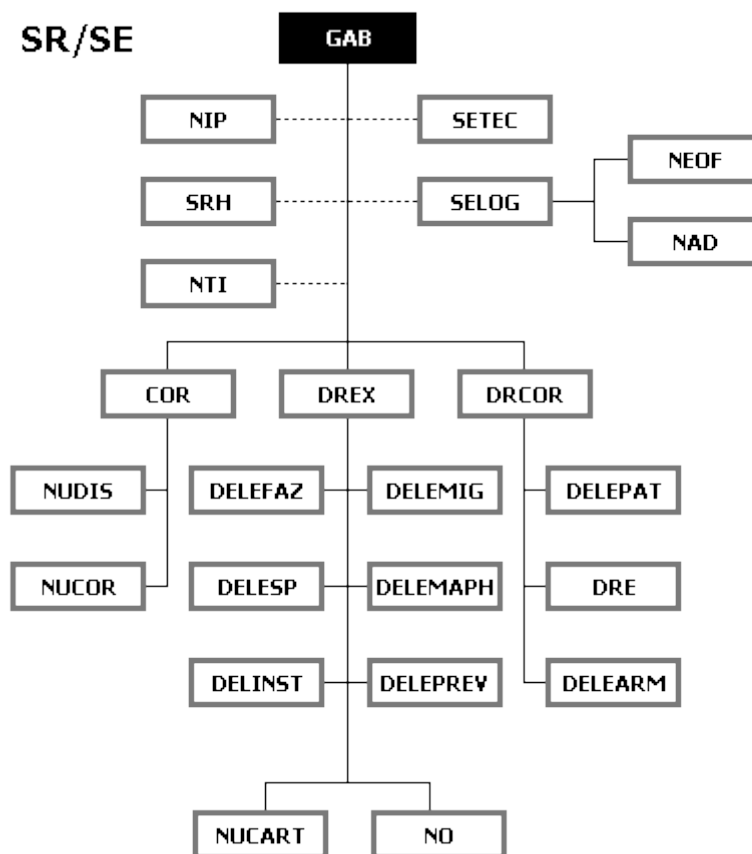 SR/SE
GAB
NIP
SETEC
NEOF
SRH
SELOG
NAD
NTI
COR
DREX
DRCOR
NUDIS
DELEFAZ
DELEMIG
DELEPAT
NUCOR
DELESP
DELEMAPH
DRE
DELINST
DELEPREV
DELEARM
NUCART
NO